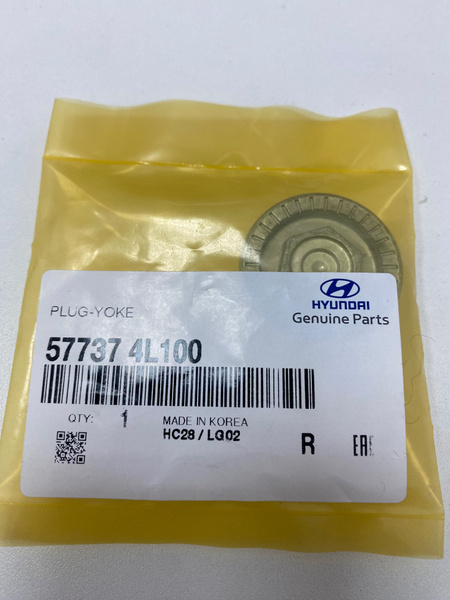 HYUNDAI
Genuine Parts
PLUG-YOKE
57737 4L100
QTY: 1
MADE IN KOREA
HC28 / LG02
R
EAC